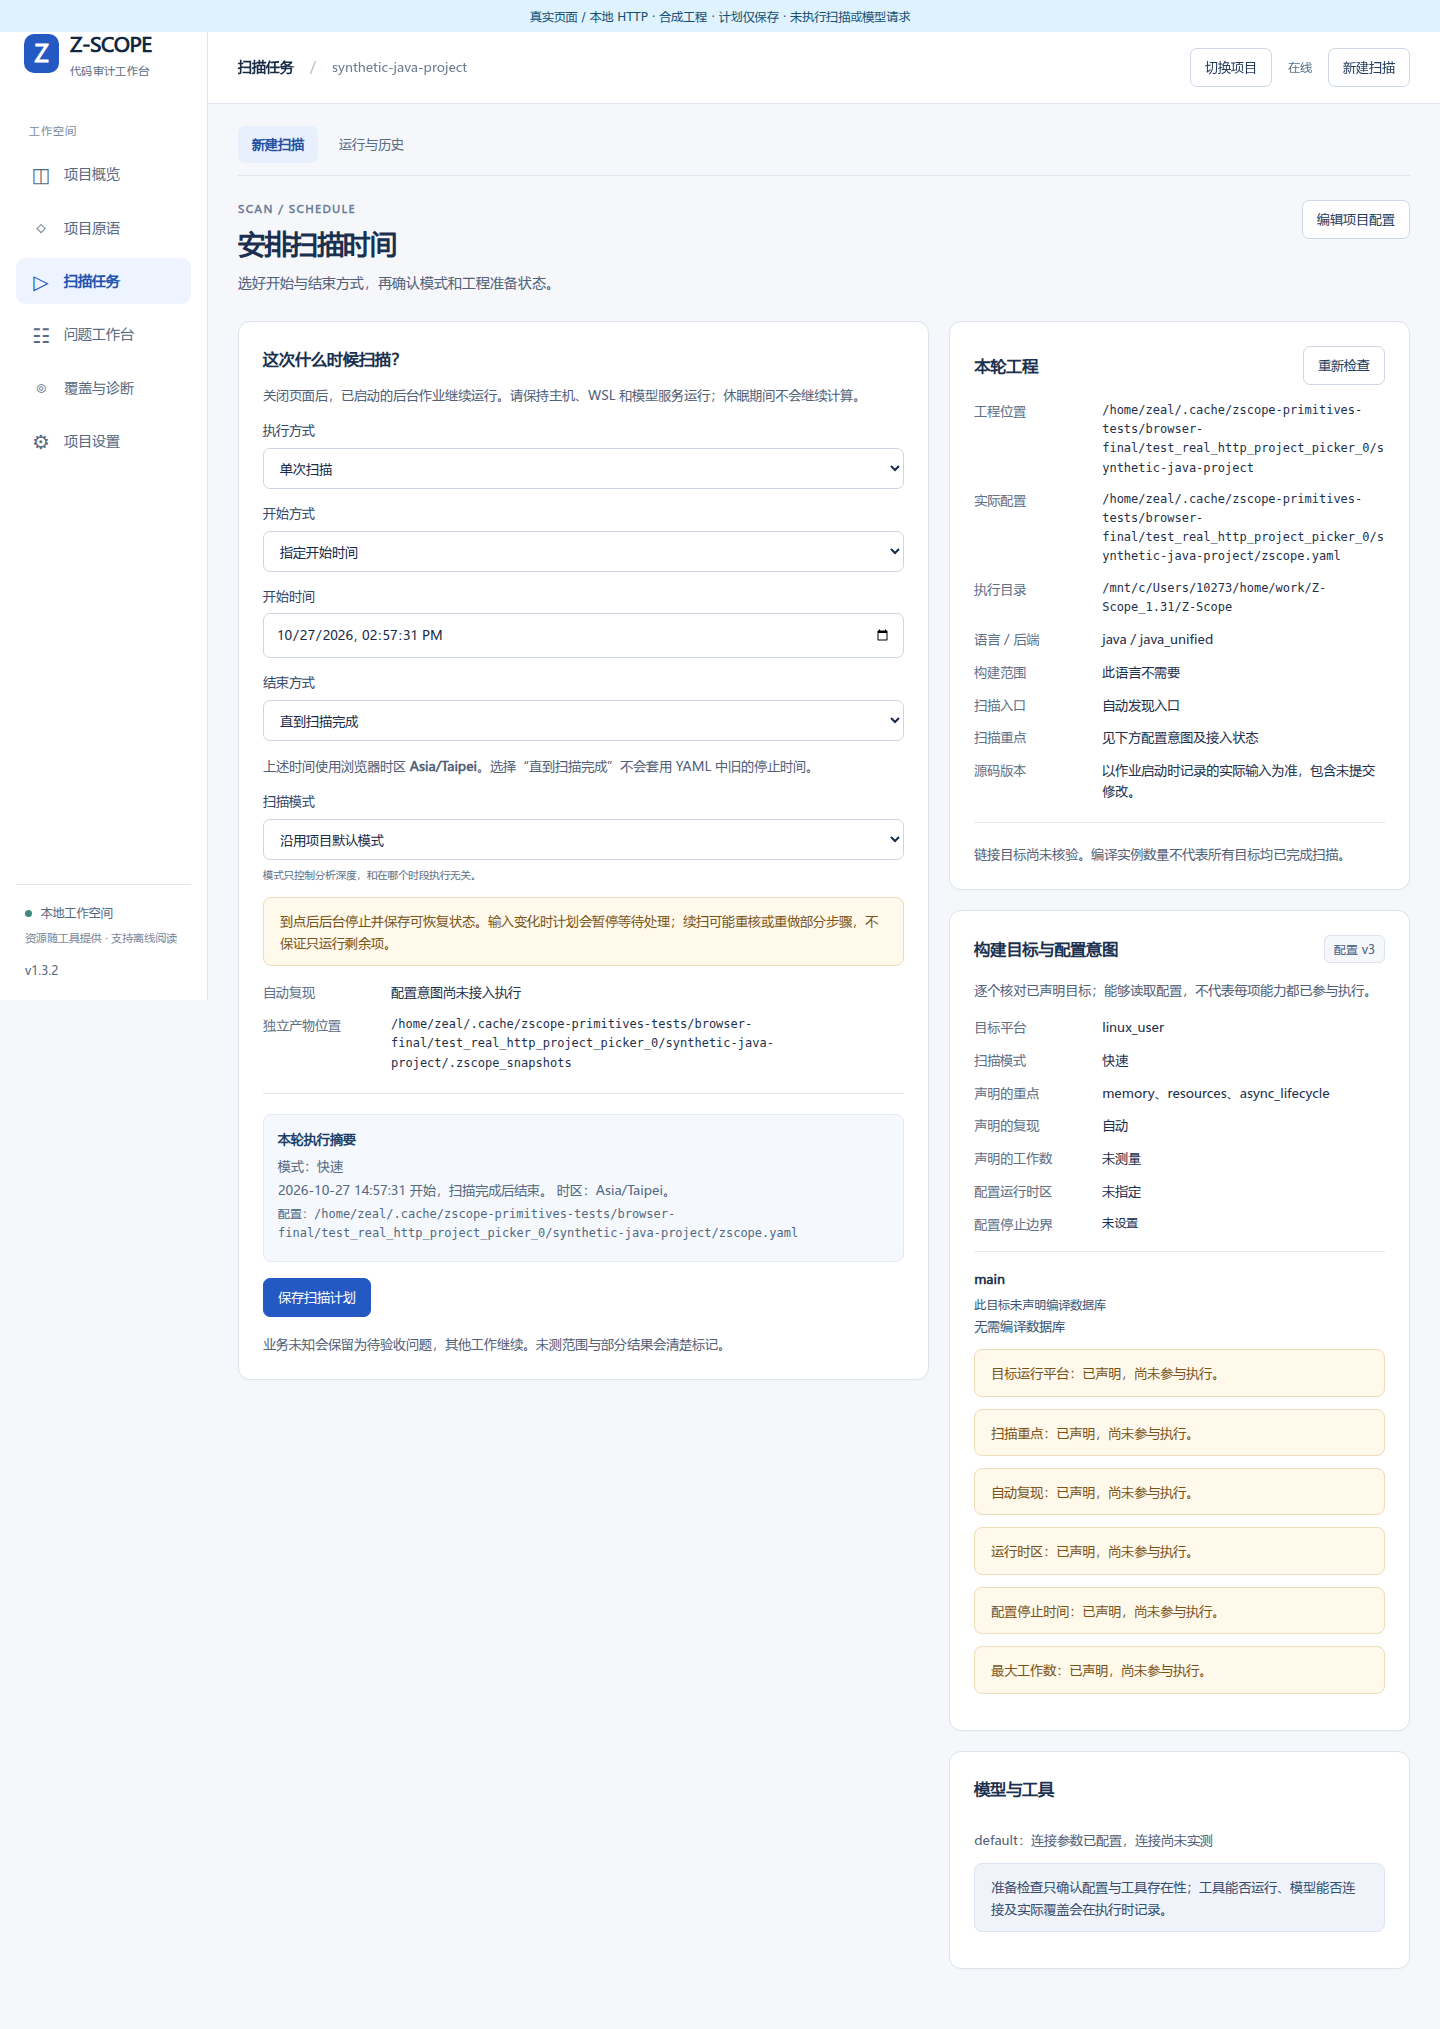 真实页面 / 本地 HTTP · 合成工程 · 计划仅保存 · 未执行扫描或模型请求
Z
Z-SCOPE
代码审计工作台
工作空间
项目概览
项目原语
扫描任务
问题工作台
覆盖与诊断
项目设置
本地工作空间
资源随工具提供 · 支持离线阅读
v1.3.2
扫描任务 / synthetic-java-project
切换项目
在线
新建扫描
新建扫描
运行与历史
SCAN / SCHEDULE
安排扫描时间
选好开始与结束方式，再确认模式和工程准备状态。
编辑项目配置
这次什么时候扫描？
关闭页面后，已启动的后台作业继续运行。请保持主机、WSL 和模型服务运行；休眠期间不会继续计算。
执行方式
单次扫描
开始方式
指定开始时间
开始时间
10/27/2026, 02:57:31 PM
结束方式
直到扫描完成
上述时间使用浏览器时区 Asia/Taipei。选择“直到扫描完成”不会套用 YAML 中旧的停止时间。
扫描模式
沿用项目默认模式
模式只控制分析深度，和在哪个时段执行无关。
到点后后台停止并保存可恢复状态。输入变化时计划会暂停等待处理；续扫可能重核或重做部分步骤，不
保证只运行剩余项。
自动复现
配置意图尚未接入执行
独立产物位置
/home/zeal/.cache/zscope-primitives-tests/browser-
final/test_real_http_project_picker_0/synthetic-java-
project/.zscope_snapshots
本轮执行摘要
模式：快速
2026-10-27 14:57:31 开始，扫描完成后结束。 时区：Asia/Taipei。
配置：/home/zeal/.cache/zscope-primitives-tests/browser-
final/test_real_http_project_picker_0/synthetic-java-project/zscope.yaml
保存扫描计划
业务未知会保留为待验收问题，其他工作继续。未测范围与部分结果会清楚标记。
本轮工程
重新检查
工程位置
/home/zeal/.cache/zscope-primitives-
tests/browser-
final/test_real_http_project_picker_0/s
ynthetic-java-project
实际配置
/home/zeal/.cache/zscope-primitives-
tests/browser-
final/test_real_http_project_picker_0/s
ynthetic-java-project/zscope.yaml
执行目录
/mnt/c/Users/10273/home/work/Z-
Scope_1.31/Z-Scope
语言 / 后端
java / java_unified
构建范围
此语言不需要
扫描入口
自动发现入口
扫描重点
见下方配置意图及接入状态
源码版本
以作业启动时记录的实际输入为准，包含未提交
修改。
链接目标尚未核验。编译实例数量不代表所有目标均已完成扫描。
构建目标与配置意图
配置 v3
逐个核对已声明目标；能够读取配置，不代表每项能力都已参与执行。
目标平台
linux_user
扫描模式
快速
声明的重点
memory、resources、async_lifecycle
声明的复现
自动
声明的工作数
未测量
配置运行时区
未指定
配置停止边界
未设置
main
此目标未声明编译数据库
无需编译数据库
目标运行平台：已声明，尚未参与执行。
扫描重点：已声明，尚未参与执行。
自动复现：已声明，尚未参与执行。
运行时区：已声明，尚未参与执行。
配置停止时间：已声明，尚未参与执行。
最大工作数：已声明，尚未参与执行。
模型与工具
default：连接参数已配置，连接尚未实测
准备检查只确认配置与工具存在性；工具能否运行、模型能否连
接及实际覆盖会在执行时记录。